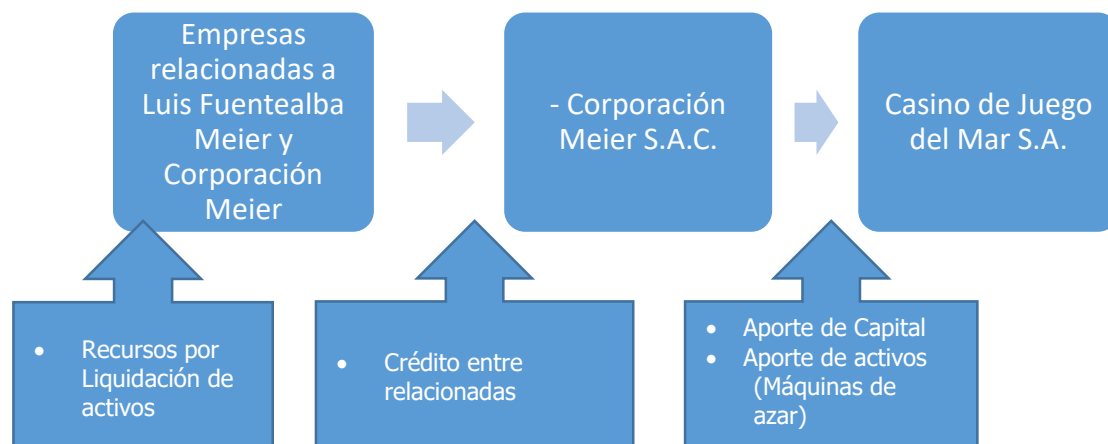 Empresas
relacionadas a
Luis Fuentealba
Meier y
Corporación
Meier
- Corporación
Meier S.A.C.
Casino de Juego
del Mar S.A.
• Recursos por
Liquidación de
activos
• Crédito entre
relacionadas
• Aporte de Capital
• Aporte de activos
(Máquinas de
azar)